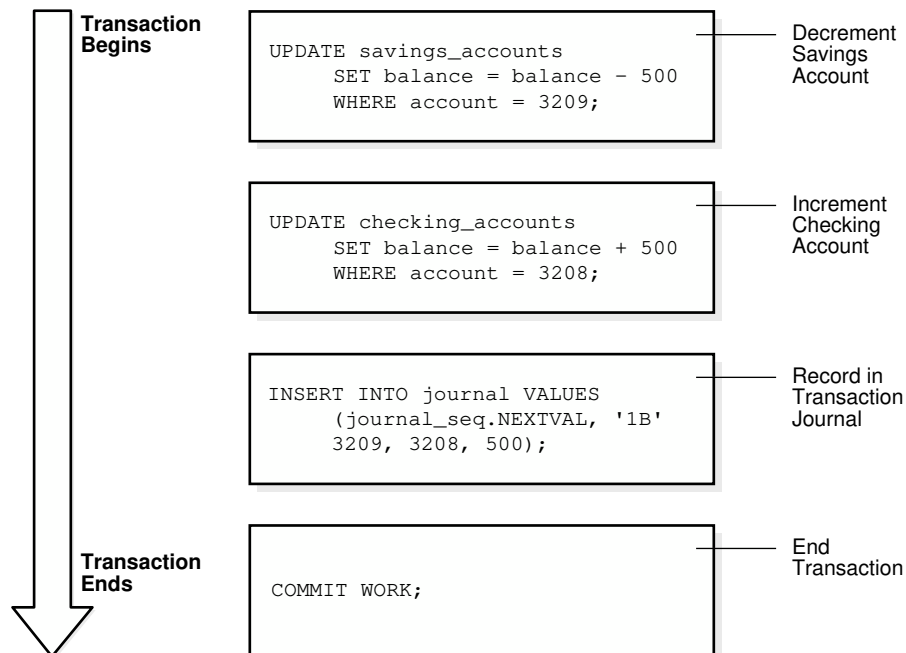 Transaction
Begins
UPDATE savings_accounts
SET balance = balance - 500
WHERE account = 3209;
Decrement
Savings
Account
UPDATE checking_accounts
SET balance = balance + 500
WHERE account = 3208;
Increment
Checking
Account
INSERT INTO journal VALUES
(journal_seq.NEXTVAL, '1B'
3209, 3208, 500);
Record in
Transaction
Journal
Transaction
Ends
COMMIT WORK;
End
Transaction